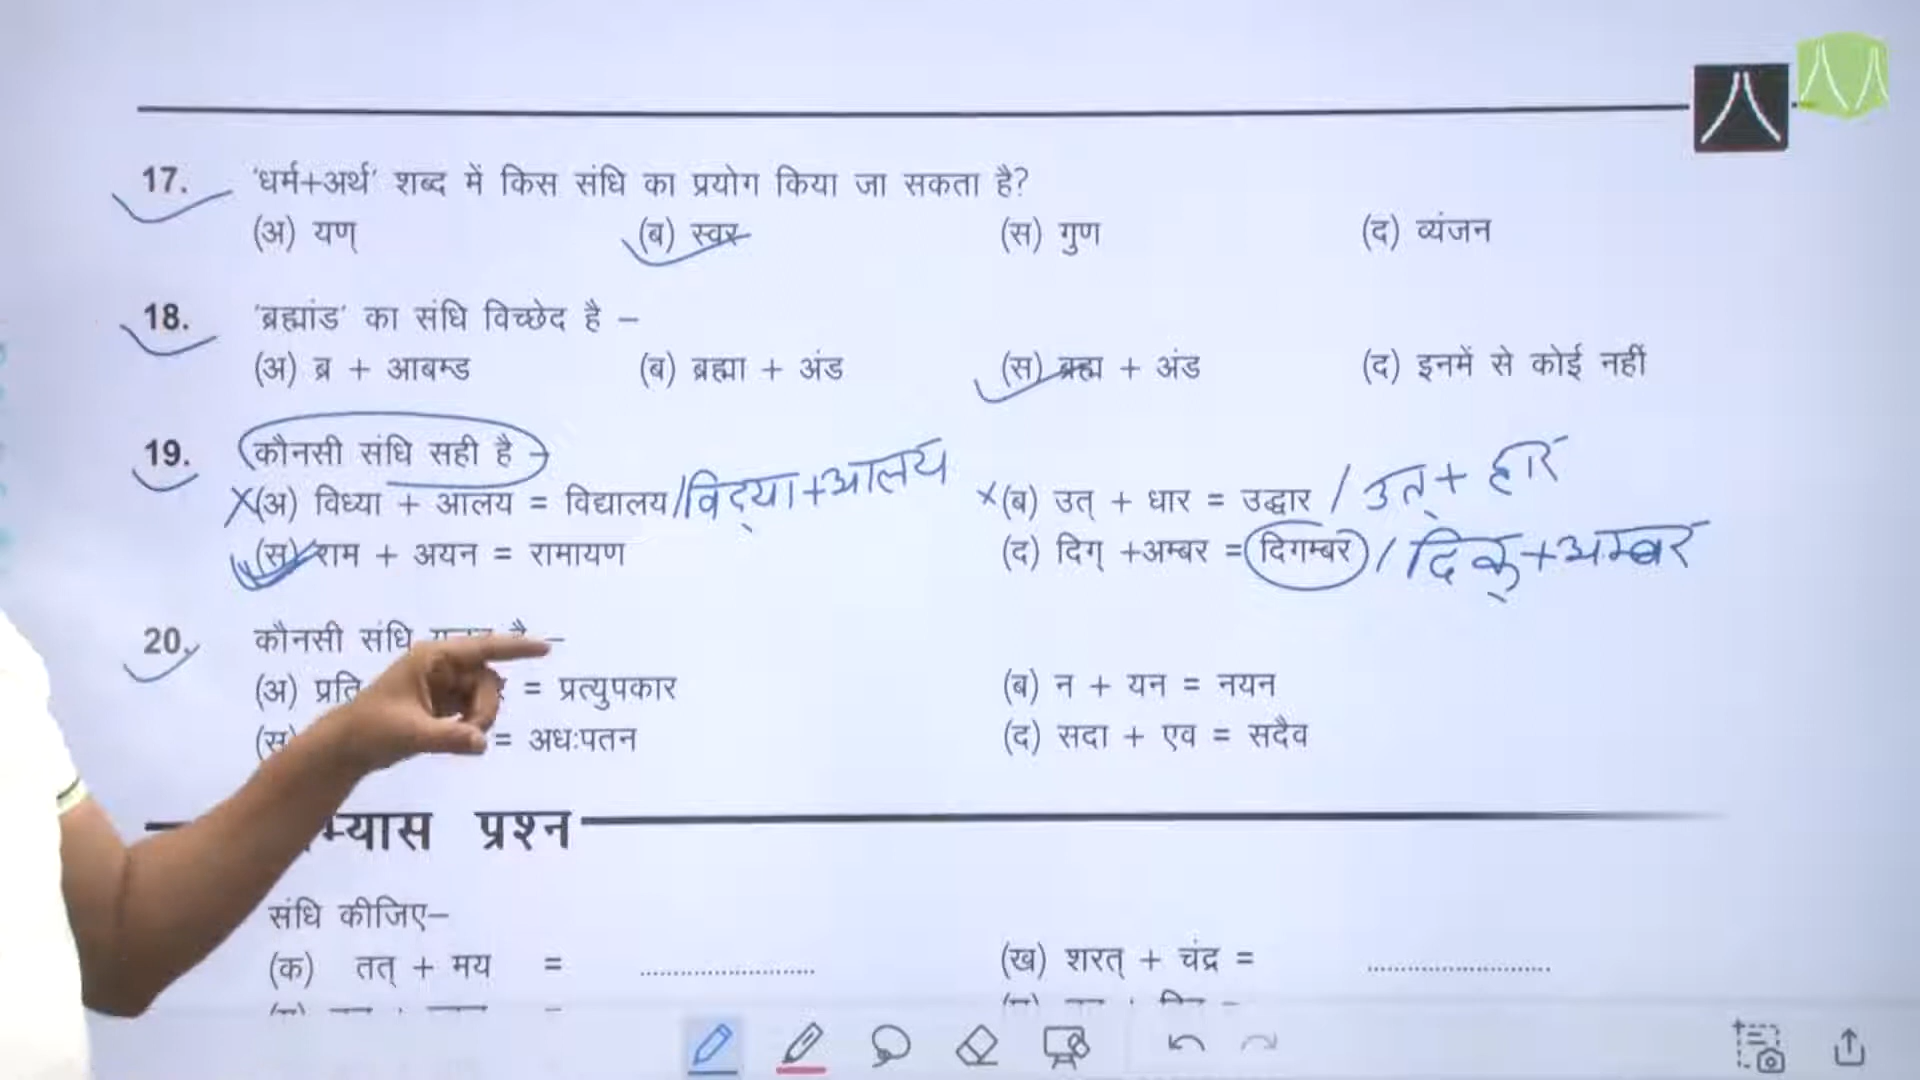 17. 'धर्म+अर्थ' शब्द में किस संधि का प्रयोग किया जा सकता है?
(अ) यण् (ब) स्वर (स) गुण (द) व्यंजन
18. 'ब्रह्मांड' का संधि विच्छेद है –
(अ) ब्र + आबम्ड (ब) ब्रह्मा + अंड (स) ब्रह्म + अंड (द) इनमें से कोई नहीं
19. कौनसी संधि सही है –
(अ) विध्या + आलय = विद्यालय/विद्या+आलय (ब) उत् + धार = उद्धार / उत् + हार
(स) राम + अयन = रामायण (द) दिग् +अम्बर = दिगम्बर / दिक्+अम्बर
20. कौनसी संधि है –
(अ) प्रति = प्रत्युपकार (ब) न + यन = नयन
(स) = अधःपतन (द) सदा + एव = सदैव
प्रश्न
संधि कीजिए–
(क) तत् + मय = .......................... (ख) शरत् + चंद्र = ..........................